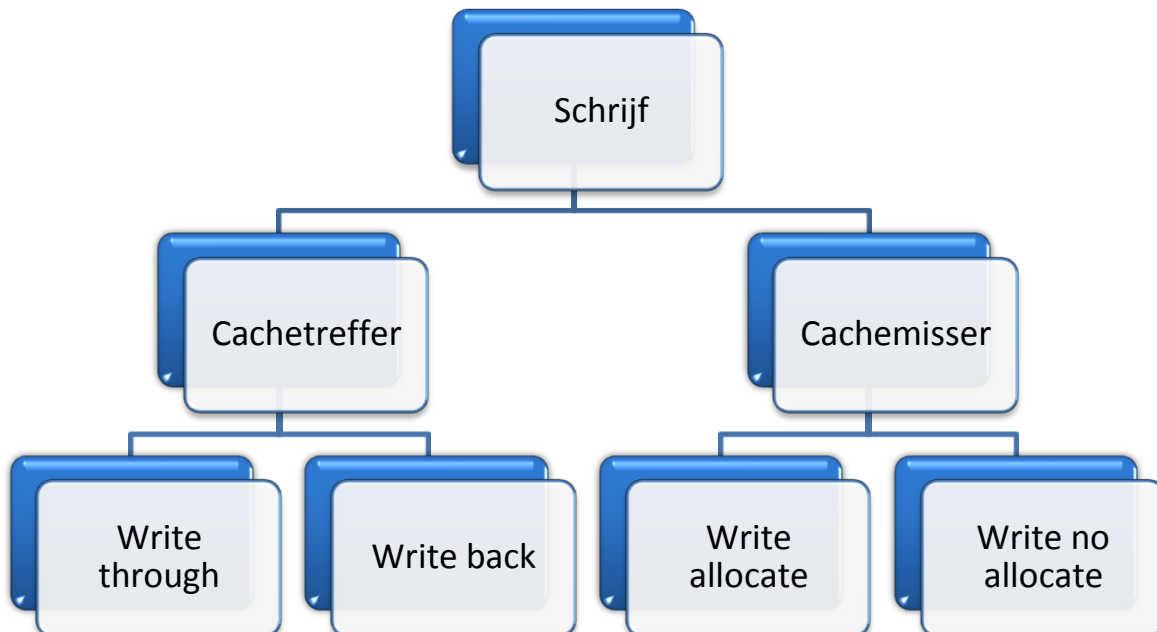 Schrijf
Cachetreffer
Cachemisser
Write
through
Write back
Write
allocate
Write no
allocate